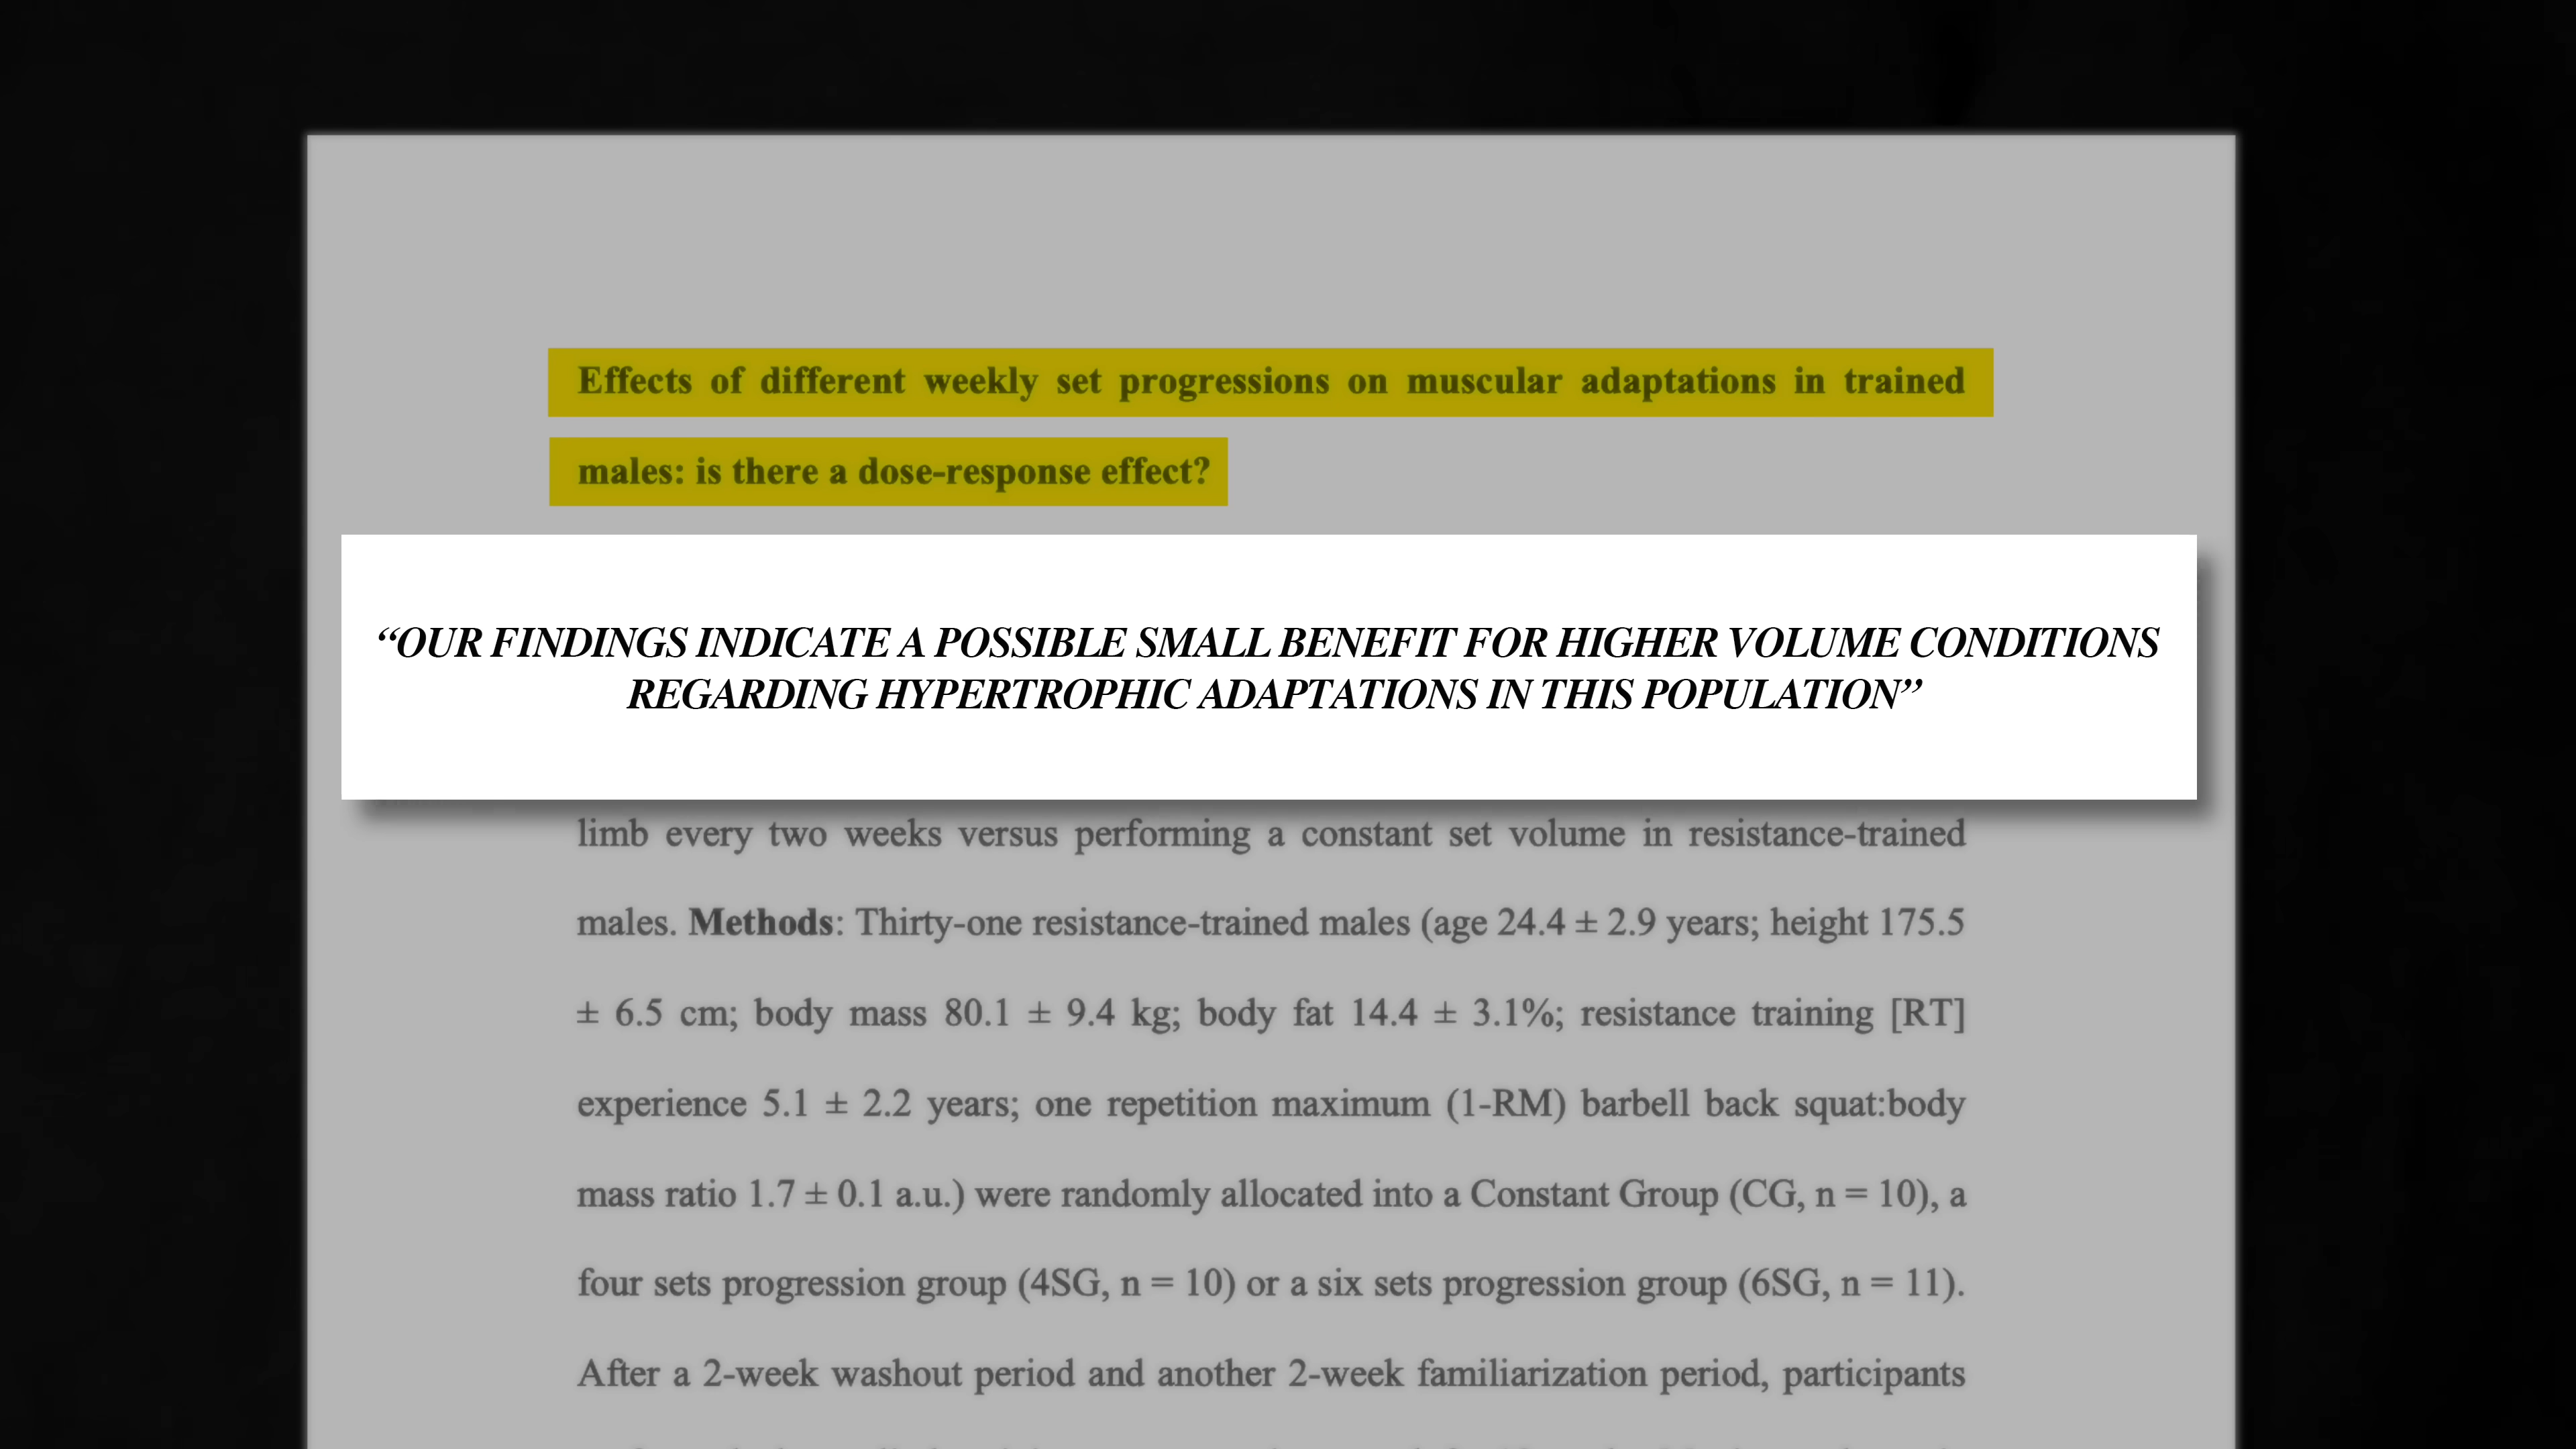 Effects of different weekly set progressions on muscular adaptations in trained
males: is there a dose-response effect?
“OUR FINDINGS INDICATE A POSSIBLE SMALL BENEFIT FOR HIGHER VOLUME CONDITIONS
REGARDING HYPERTROPHIC ADAPTATIONS IN THIS POPULATION”
limb every two weeks versus performing a constant set volume in resistance-trained
males. Methods: Thirty-one resistance-trained males (age 24.4 ± 2.9 years; height 175.5
± 6.5 cm; body mass 80.1 ± 9.4 kg; body fat 14.4 ± 3.1%; resistance training [RT]
experience 5.1 ± 2.2 years; one repetition maximum (1-RM) barbell back squat:body
mass ratio 1.7 ± 0.1 a.u.) were randomly allocated into a Constant Group (CG, n = 10), a
four sets progression group (4SG, n = 10) or a six sets progression group (6SG, n = 11).
After a 2-week washout period and another 2-week familiarization period, participants